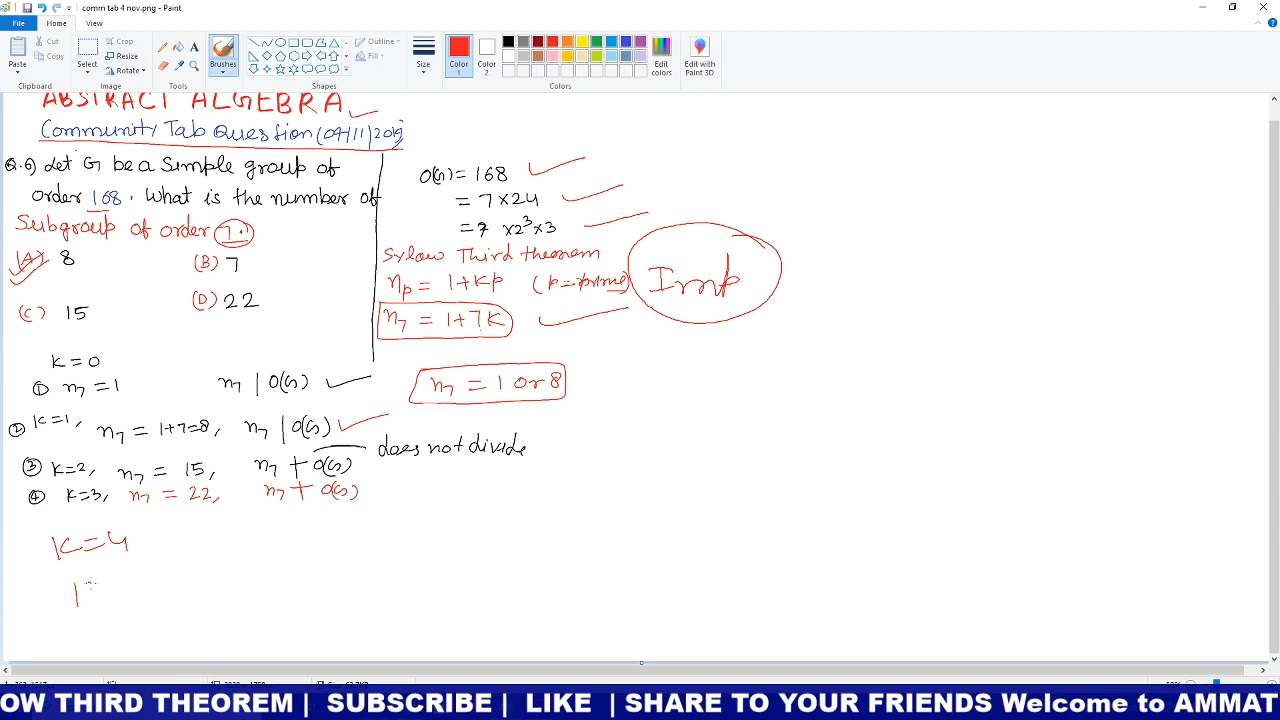 comm tab 4 nov.png - Paint
File Home View
Paste Cut Copy Clipboard
Select Crop Resize Rotate Image
Tools
Brushes
Shapes Outline Fill
Size
Color 1
Color 2
Edit colors
Colors
Edit with Paint 3D
ABSTRACT ALGEBRA
Community Tab Question (04/11/2019)
Q.6) Let G be a simple group of
order 168. What is the number of
Subgroup of order 7.
(A) 8 (B) 7
(C) 15 (D) 22
K = 0
① n7 = 1 n7 | O(G)
② K=1, n7 = 1+7=8, n7 | O(G)
③ K=2, n7 = 15, n7 ∤ O(G) does not divide
④ K=3, n7 = 22, n7 ∤ O(G)
K=4
O(G) = 168
= 7×24
= 7 ×2³×3
Sylow Third theorem
np = 1+Kp (p=prime)
n7 = 1+7K
n7 = 1 or 8
Imp
OW THIRD THEOREM | SUBSCRIBE | LIKE | SHARE TO YOUR FRIENDS Welcome to AMMAT